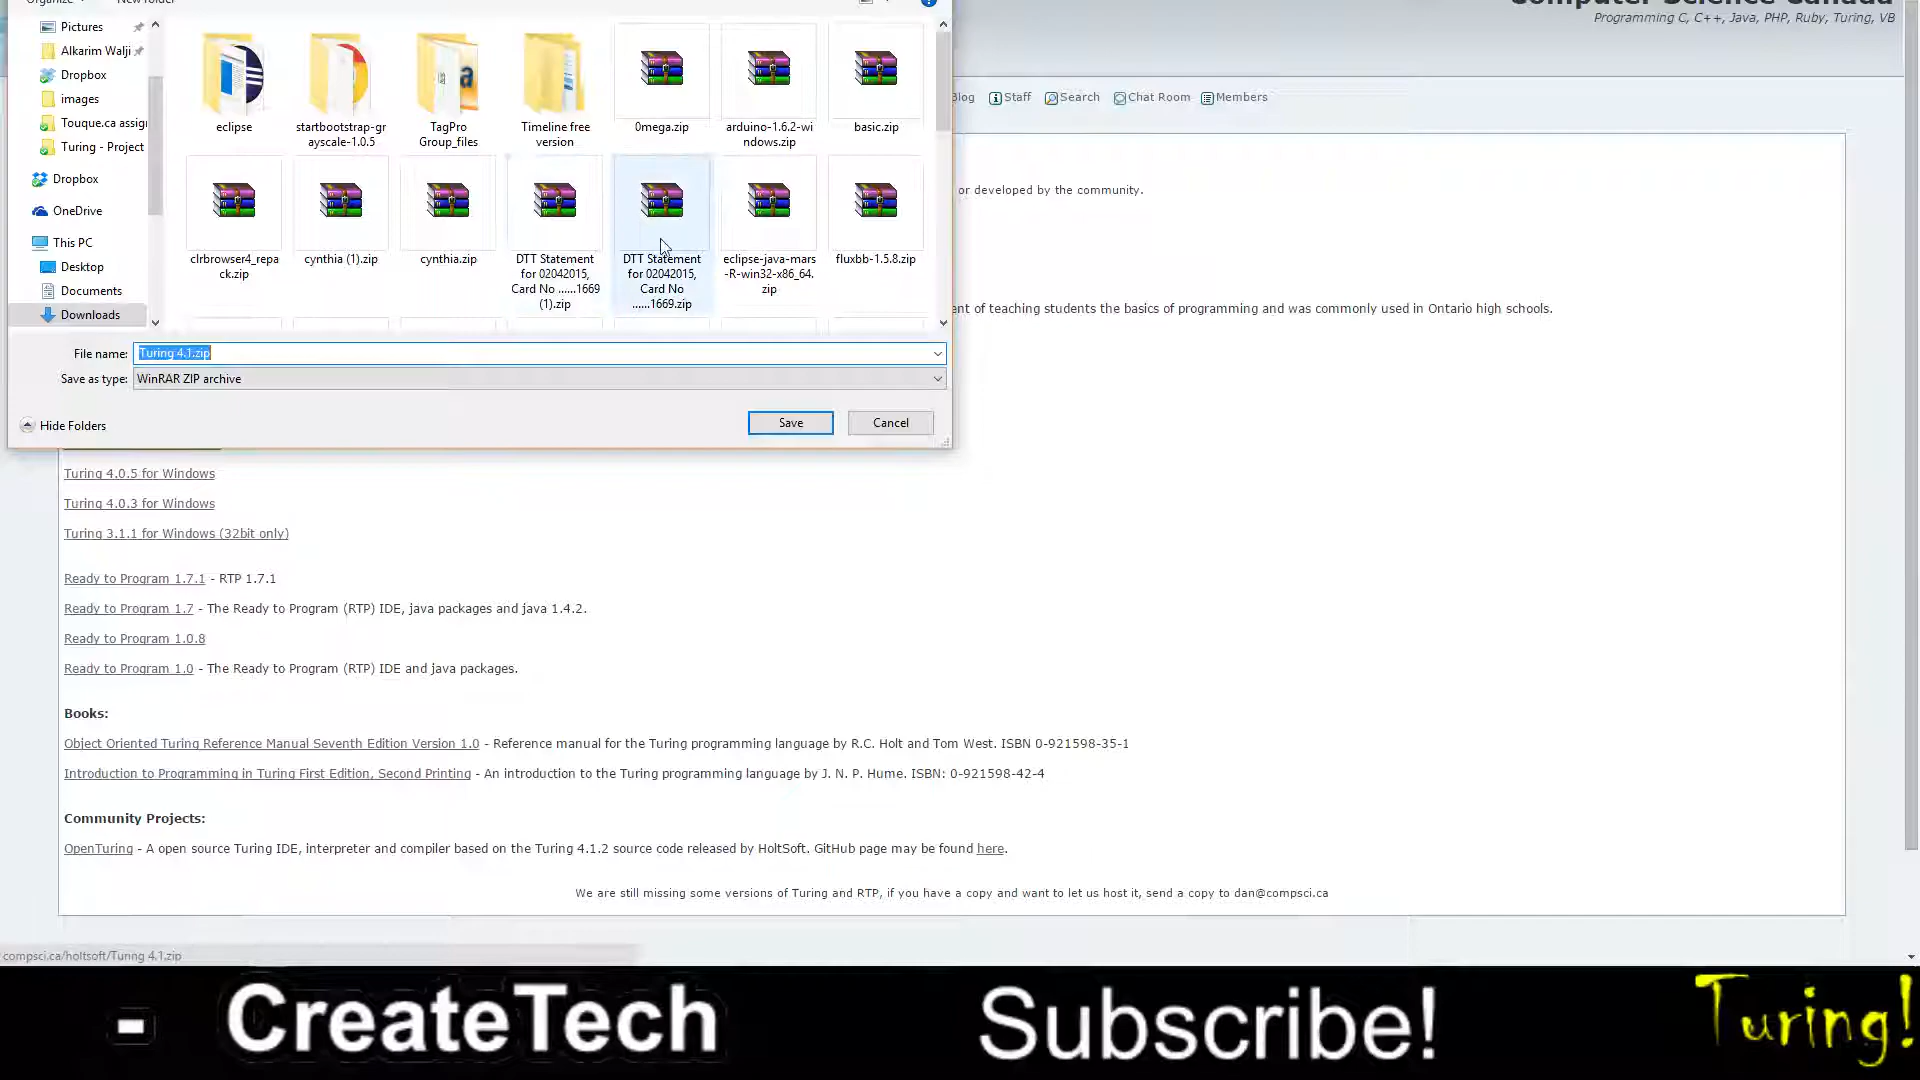 Organize
New folder
Computer Science Canada
Programming C, C++, Java, PHP, Ruby, Turing, VB
Pictures
Alkarim Walji
Dropbox
images
Touque.ca assign
Turing - Project
Dropbox
OneDrive
This PC
Desktop
Documents
Downloads
eclipse
startbootstrap-gr
ayscale-1.0.5
TagPro
Group_files
Timeline free
version
0mega.zip
arduino-1.6.2-wi
ndows.zip
basic.zip
clrbrowser4_repa
ck.zip
cynthia (1).zip
cynthia.zip
DTT Statement
for 02042015,
Card No ......1669
(1).zip
DTT Statement
for 02042015,
Card No
......1669.zip
eclipse-java-mars
-R-win32-x86_64.
zip
fluxbb-1.5.8.zip
File name: Turing 4.1.zip
Save as type: WinRAR ZIP archive
Hide Folders
Save
Cancel
Blog Staff Search Chat Room Members
or developed by the community.
ent of teaching students the basics of programming and was commonly used in Ontario high schools.
Turing 4.0.5 for Windows
Turing 4.0.3 for Windows
Turing 3.1.1 for Windows (32bit only)
Ready to Program 1.7.1 - RTP 1.7.1
Ready to Program 1.7 - The Ready to Program (RTP) IDE, java packages and java 1.4.2.
Ready to Program 1.0.8
Ready to Program 1.0 - The Ready to Program (RTP) IDE and java packages.
Books:
Object Oriented Turing Reference Manual Seventh Edition Version 1.0 - Reference manual for the Turing programming language by R.C. Holt and Tom West. ISBN 0-921598-35-1
Introduction to Programming in Turing First Edition, Second Printing - An introduction to the Turing programming language by J. N. P. Hume. ISBN: 0-921598-42-4
Community Projects:
OpenTuring - A open source Turing IDE, interpreter and compiler based on the Turing 4.1.2 source code released by HoltSoft. GitHub page may be found here.
We are still missing some versions of Turing and RTP, if you have a copy and want to let us host it, send a copy to dan@compsci.ca
compsci.ca/holtsoft/Turing 4.1.zip
- CreateTech Subscribe! Turing!